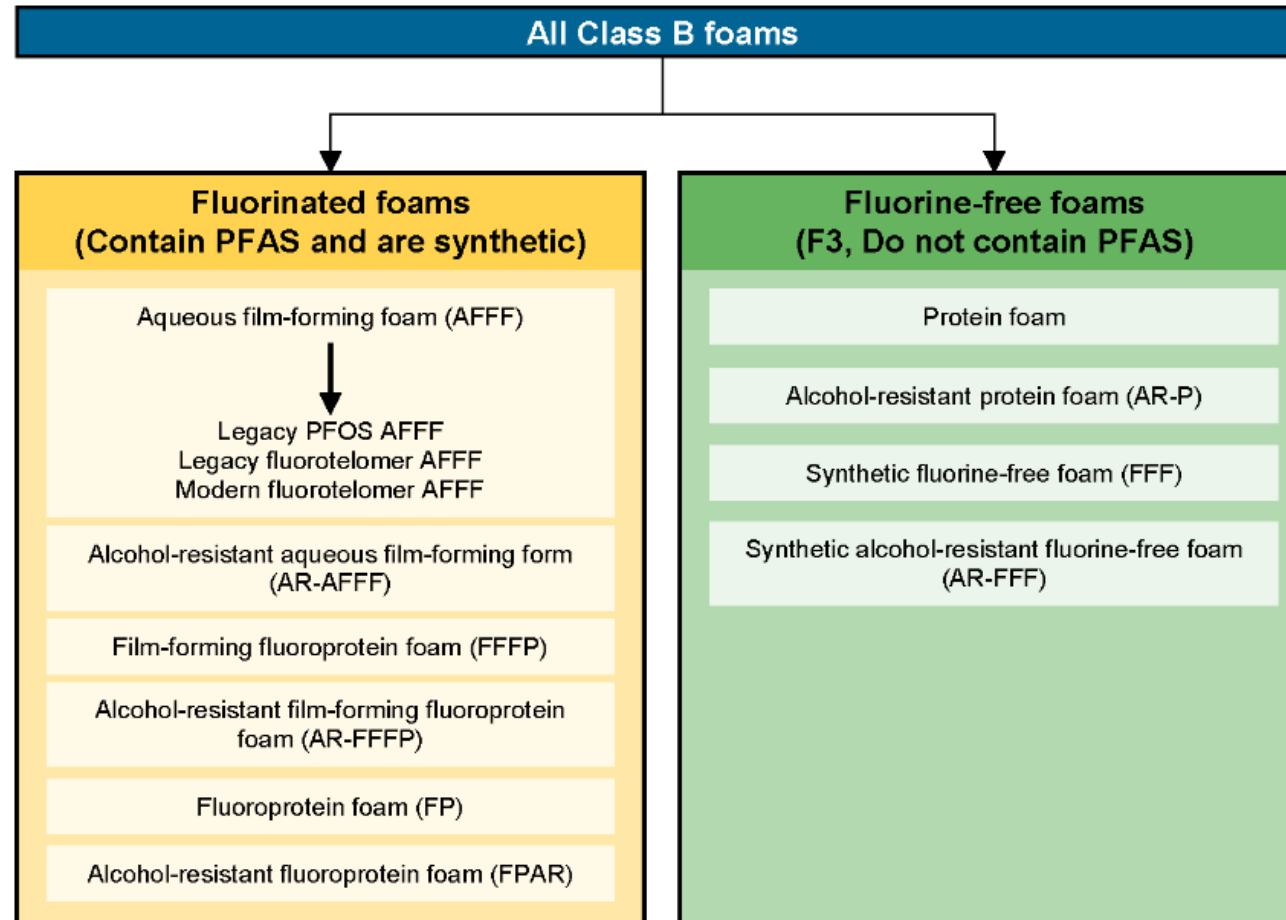 All Class B foams
Fluorinated foams
(Contain PFAS and are synthetic)
Aqueous film-forming foam (AFFF)
Legacy PFOS AFFF
Legacy fluorotelomer AFFF
Modern fluorotelomer AFFF
Alcohol-resistant aqueous film-forming form
(AR-AFFF)
Film-forming fluoroprotein foam (FFFP)
Alcohol-resistant film-forming fluoroprotein
foam (AR-FFFP)
Fluoroprotein foam (FP)
Alcohol-resistant fluoroprotein foam (FPAR)
Fluorine-free foams
(F3, Do not contain PFAS)
Protein foam
Alcohol-resistant protein foam (AR-P)
Synthetic fluorine-free foam (FFF)
Synthetic alcohol-resistant fluorine-free foam
(AR-FFF)